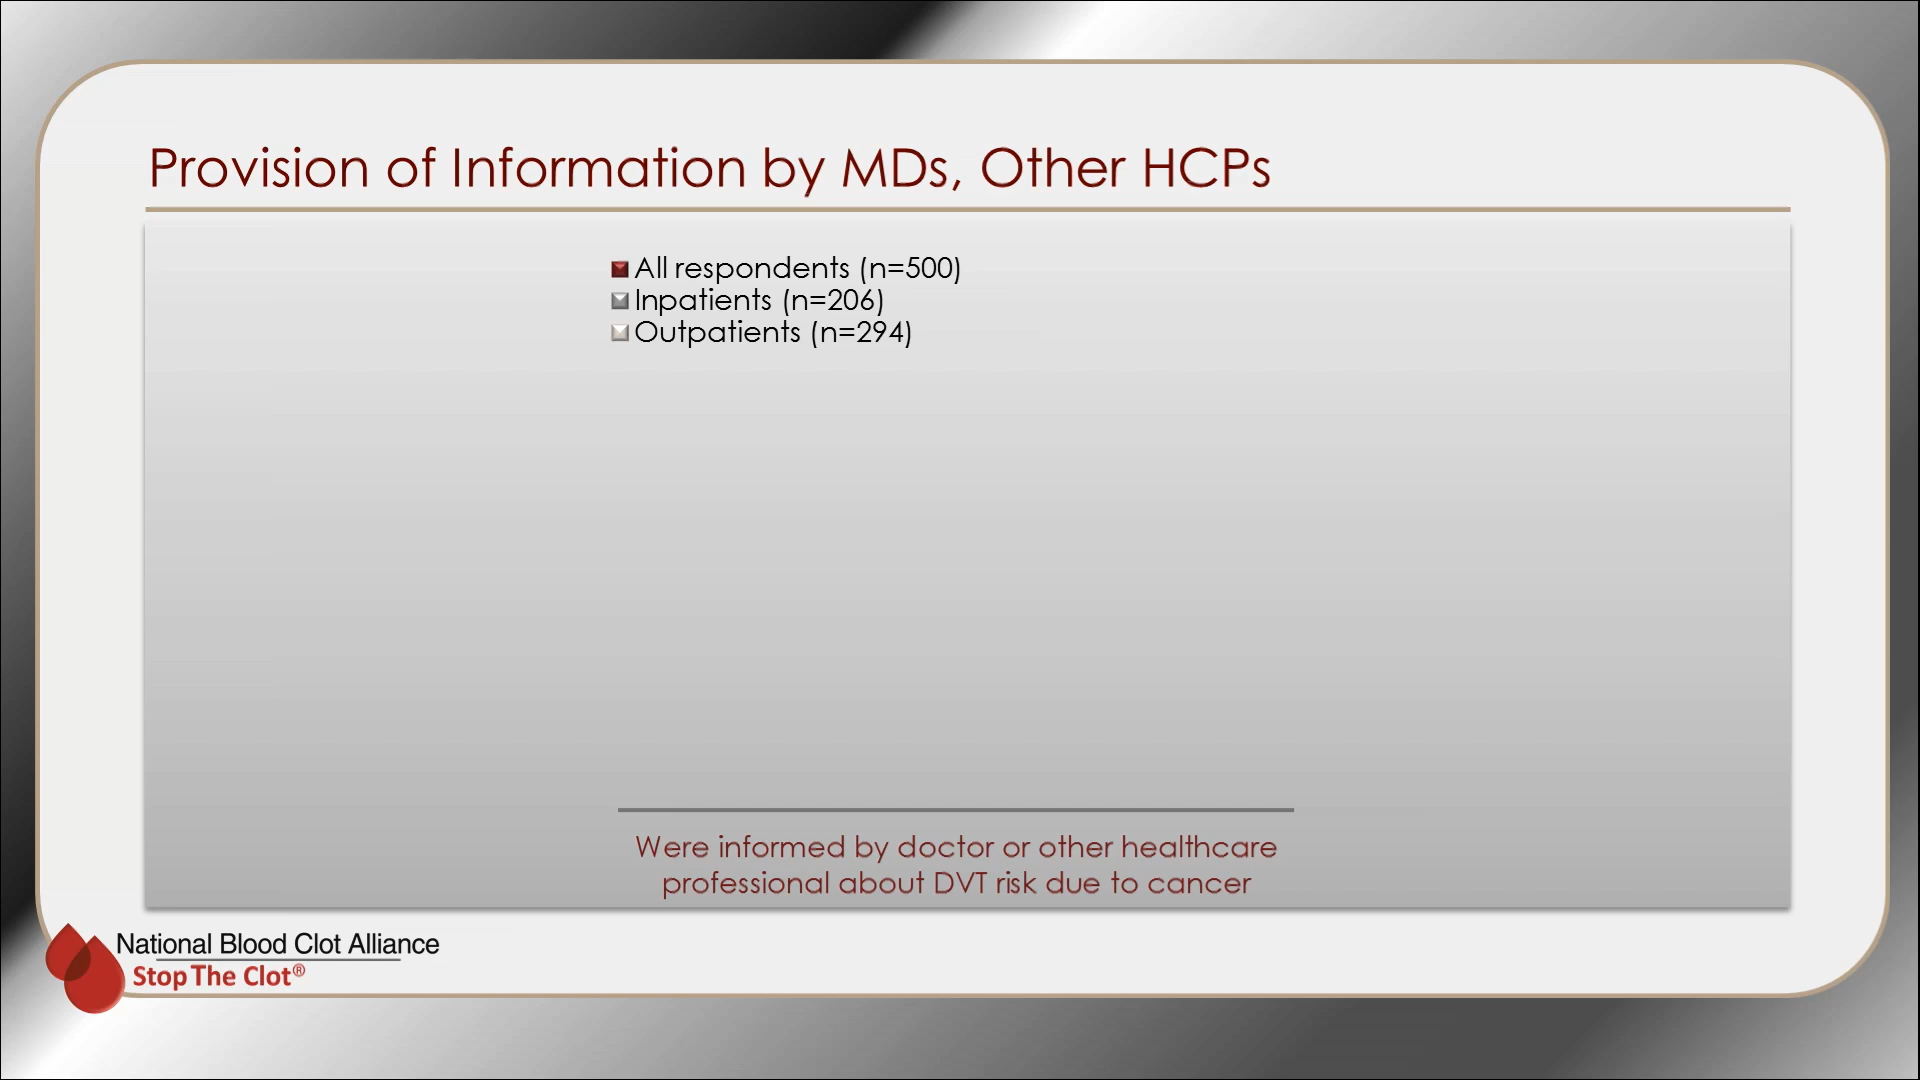 Provision of Information by MDs, Other HCPs
All respondents (n=500)
Inpatients (n=206)
Outpatients (n=294)
Were informed by doctor or other healthcare
professional about DVT risk due to cancer
National Blood Clot Alliance
Stop The Clot®